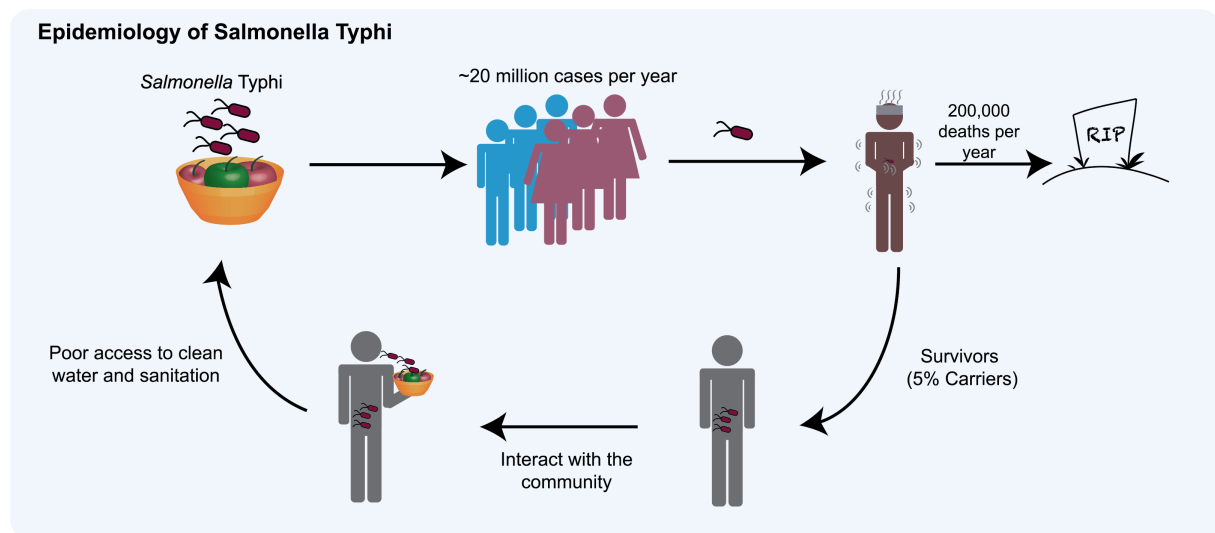 Epidemiology of Salmonella Typhi
Salmonella Typhi
~20 million cases per year
200,000
deaths per
year
RIP
Poor access to clean
water and sanitation
Interact with the
community
Survivors
(5% Carriers)